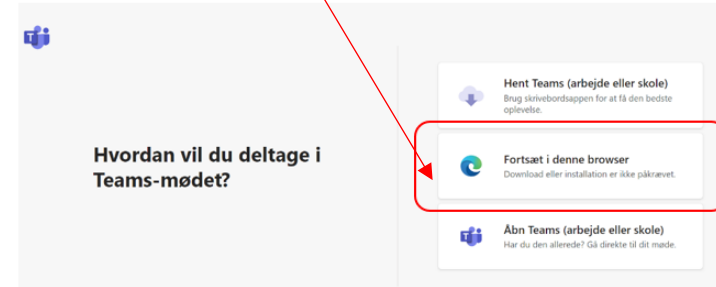 Hent Teams (arbejde eller skole)
Brug skrivebordsappen for at få den bedste
oplevelse.
Hvordan vil du deltage i
Teams-mødet?
Fortsæt i denne browser
Download eller installation er ikke påkrævet.
Åbn Teams (arbejde eller skole)
Har du den allerede? Gå direkte til dit møde.